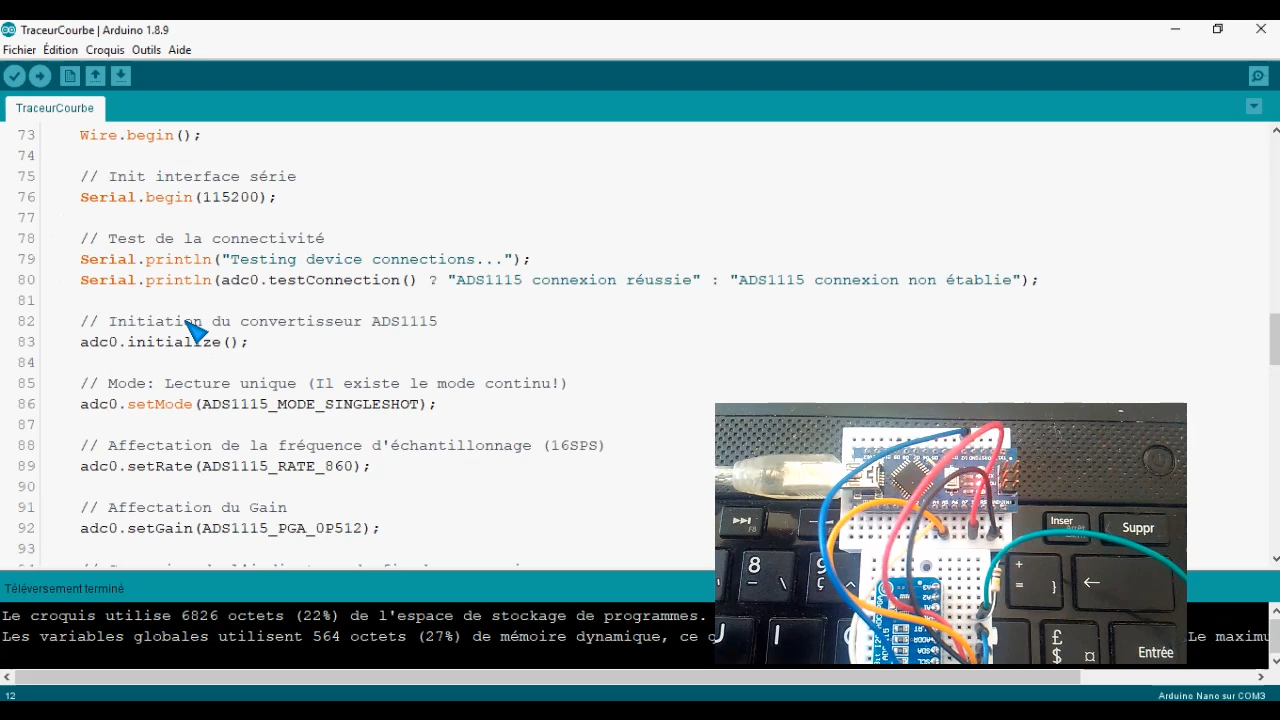 TraceurCourbe | Arduino 1.8.9
Fichier Édition Croquis Outils Aide
TraceurCourbe
73 Wire.begin();
74
75 // Init interface série
76 Serial.begin(115200);
77
78 // Test de la connectivité
79 Serial.println("Testing device connections...");
80 Serial.println(adc0.testConnection() ? "ADS1115 connexion réussie" : "ADS1115 connexion non établie");
81
82 // Initiation du convertisseur ADS1115
83 adc0.initialize();
84
85 // Mode: Lecture unique (Il existe le mode continu!)
86 adc0.setMode(ADS1115_MODE_SINGLESHOT);
87
88 // Affectation de la fréquence d'échantillonnage (16SPS)
89 adc0.setRate(ADS1115_RATE_860);
90
91 // Affectation du Gain
92 adc0.setGain(ADS1115_PGA_0P512);
93
Téléversement terminé
Le croquis utilise 6826 octets (22%) de l'espace de stockage de programmes.
Les variables globales utilisent 564 octets (27%) de mémoire dynamique, ce
Le maximu
12
Arduino Nano sur COM3
F8
Inser
Arrêt
Suppr
8
+
=
}
£
$
¤
Entrée
ADDR
SDA
SCL